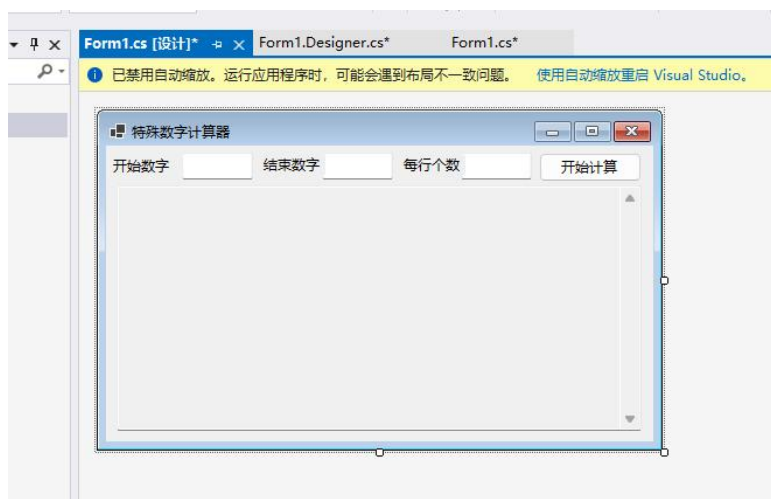 Form1.cs [设计]* Form1.Designer.cs* Form1.cs*
已禁用自动缩放。运行应用程序时，可能会遇到布局不一致问题。 使用自动缩放重启 Visual Studio。
特殊数字计算器
开始数字 结束数字 每行个数 开始计算